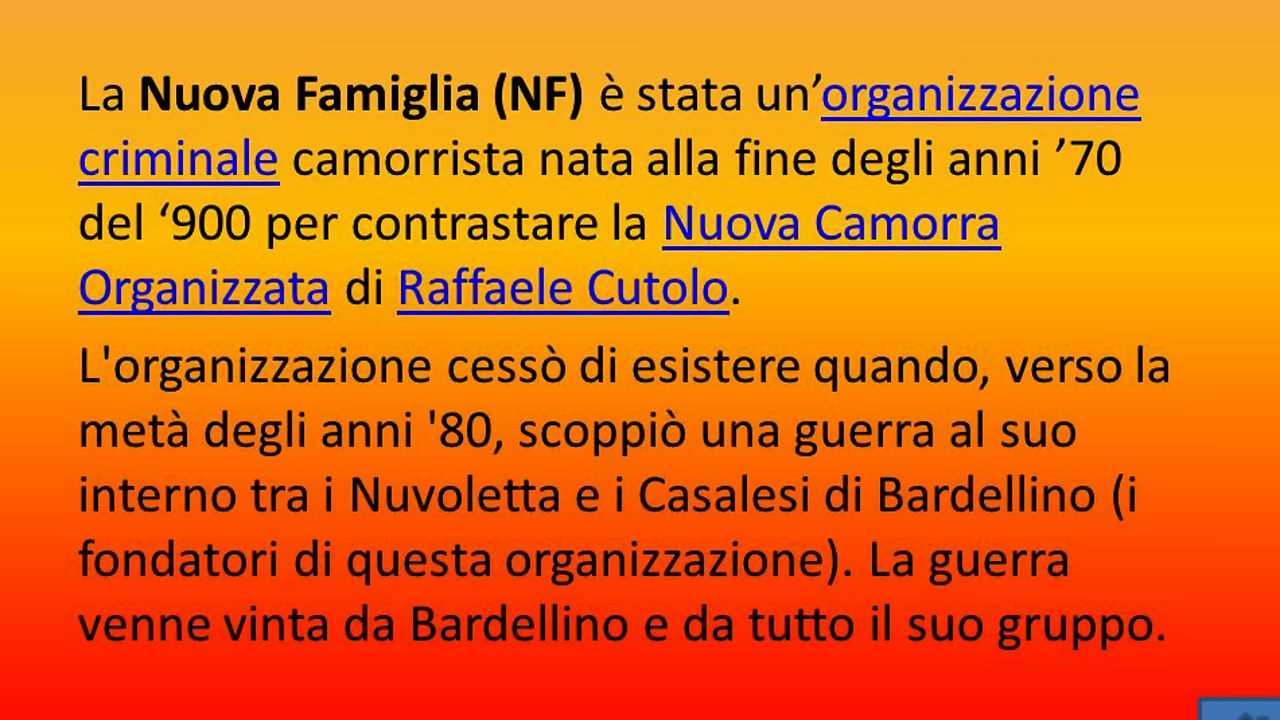 La Nuova Famiglia (NF) è stata un’organizzazione
criminale camorrista nata alla fine degli anni ’70
del ‘900 per contrastare la Nuova Camorra
Organizzata di Raffaele Cutolo.
L'organizzazione cessò di esistere quando, verso la
metà degli anni '80, scoppiò una guerra al suo
interno tra i Nuvoletta e i Casalesi di Bardellino (i
fondatori di questa organizzazione). La guerra
venne vinta da Bardellino e da tutto il suo gruppo.